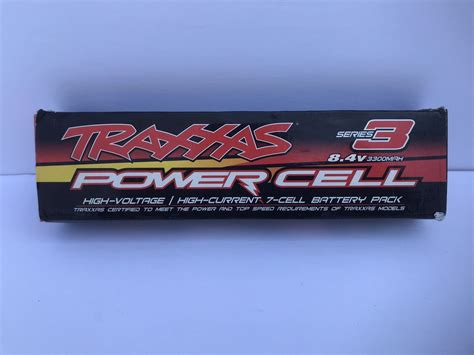 TRAXXAS
SERIES 3
8.4V 3300MAH
POWER CELL
HIGH-VOLTAGE / HIGH-CURRENT 7-CELL BATTERY PACK
TRAXXAS CERTIFIED TO MEET THE POWER AND TOP SPEED REQUIREMENTS OF TRAXXAS MODELS